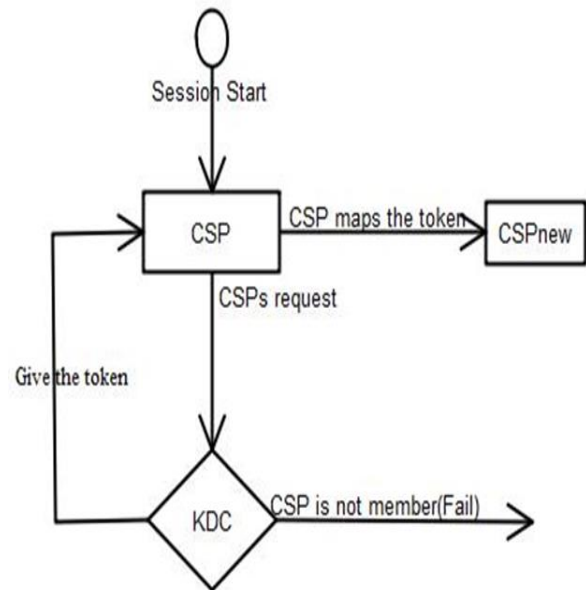 Session Start
CSP
CSP maps the token
CSPnew
CSPs request
Give the token
KDC
CSP is not member(Fail)